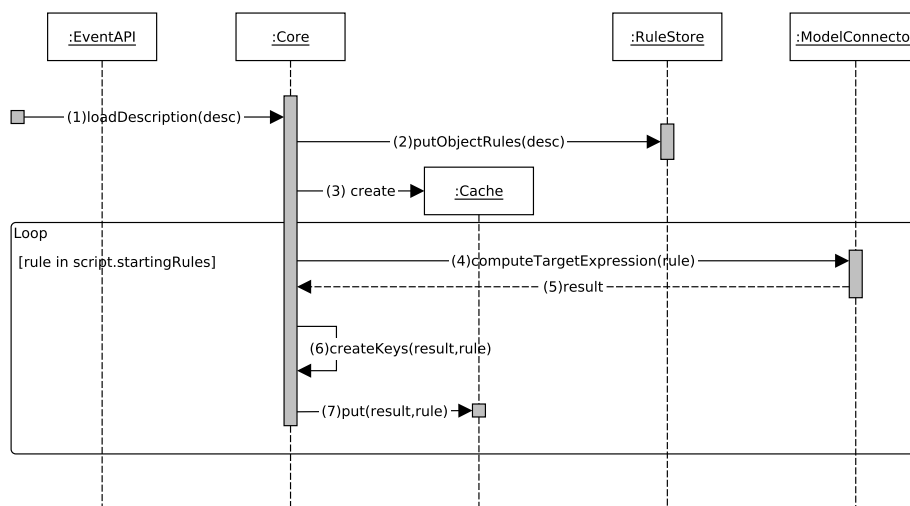 :EventAPI
:Core
:RuleStore
:ModelConnecto
(1)loadDescription(desc)
(2)putObjectRules(desc)
(3) create
:Cache
Loop
[rule in script.startingRules]
(4)computeTargetExpression(rule)
(5)result
(6)createKeys(result,rule)
(7)put(result,rule)